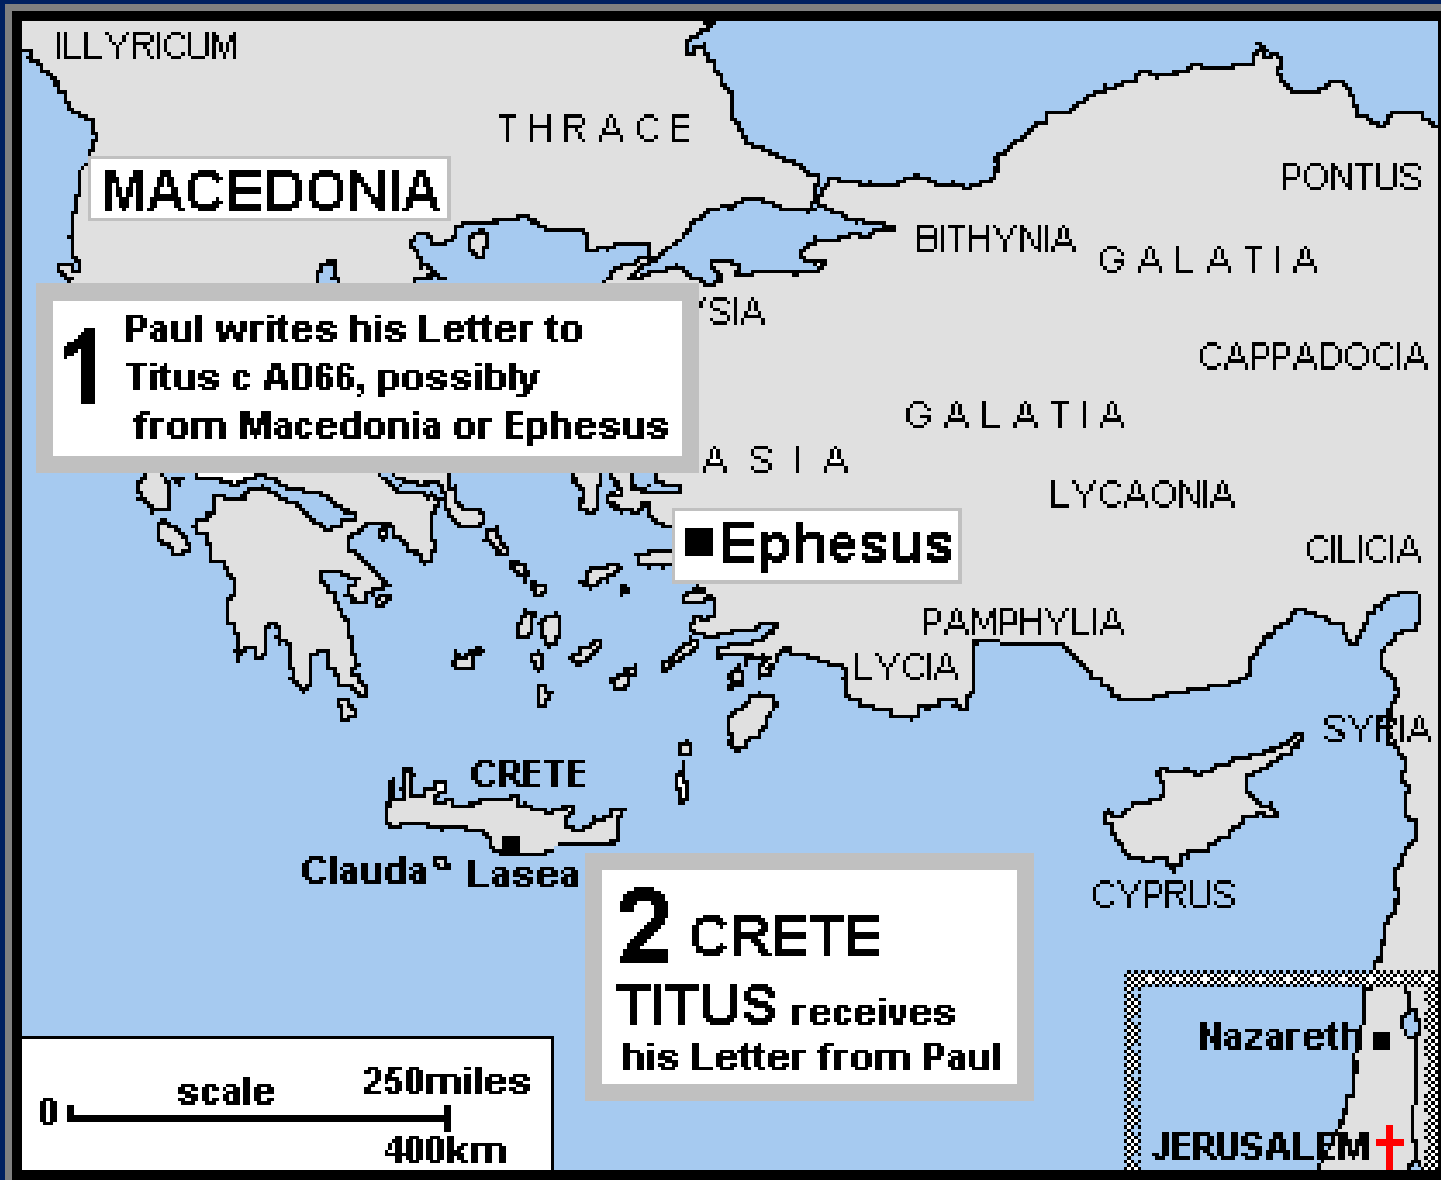 ILLYRICUM
THRACE
MACEDONIA
PONTUS
BITHYNIA
GALATIA
YSIA
1 Paul writes his Letter to
Titus c AD66, possibly
from Macedonia or Ephesus
CAPPADOCIA
GALATIA
ASIA
LYCAONIA
Ephesus
CILICIA
PAMPHYLIA
LYCIA
SYRIA
CRETE
Clauda
Lasea
CYPRUS
2 CRETE
TITUS receives
his Letter from Paul
Nazareth
JERUSALEM
scale
0
250miles
400km